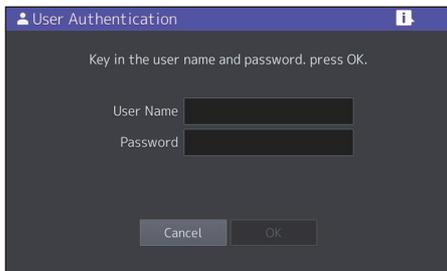 User Authentication
Key in the user name and password. press OK.
User Name
Password
Cancel OK